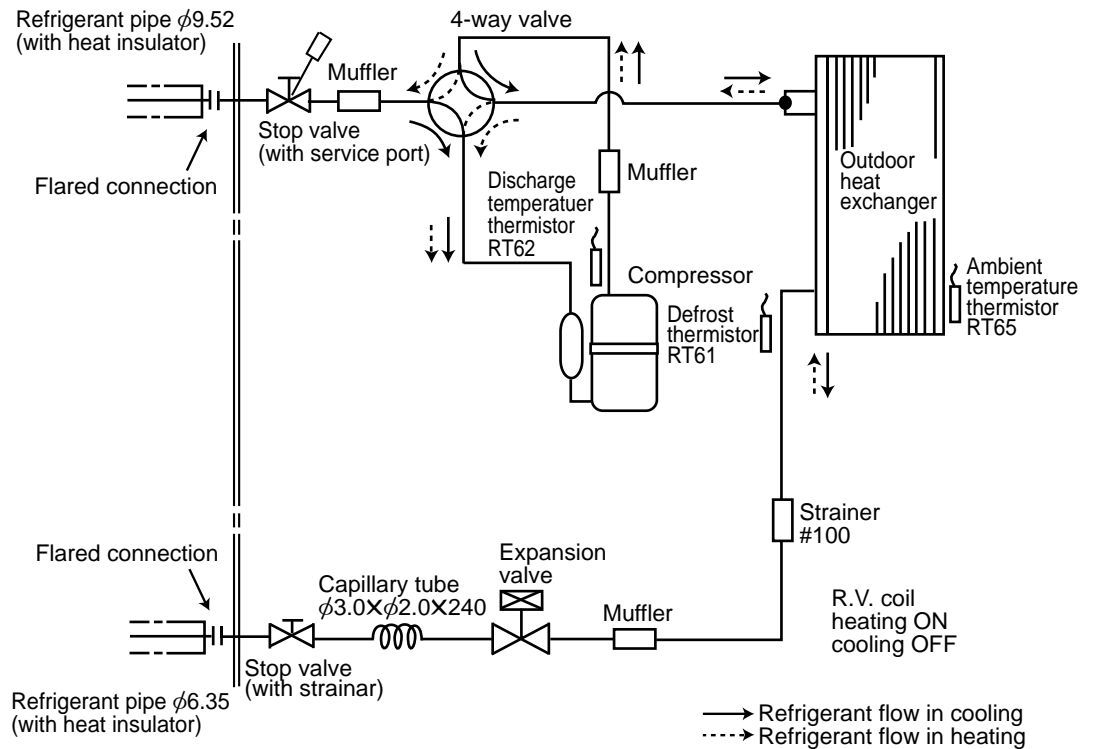 Refrigerant pipe ϕ9.52
(with heat insulator)
4-way valve
Muffler
Stop valve
(with service port)
Flared connection
Discharge
temperatuer
thermistor
RT62
Muffler
Outdoor
heat
exchanger
Compressor
Defrost
thermistor
RT61
Ambient
temperature
thermistor
RT65
Strainer
#100
Flared connection
Capillary tube
ϕ3.0×ϕ2.0×240
Expansion
valve
Muffler
R.V. coil
heating ON
cooling OFF
Stop valve
(with strainar)
Refrigerant pipe ϕ6.35
(with heat insulator)
Refrigerant flow in cooling
Refrigerant flow in heating